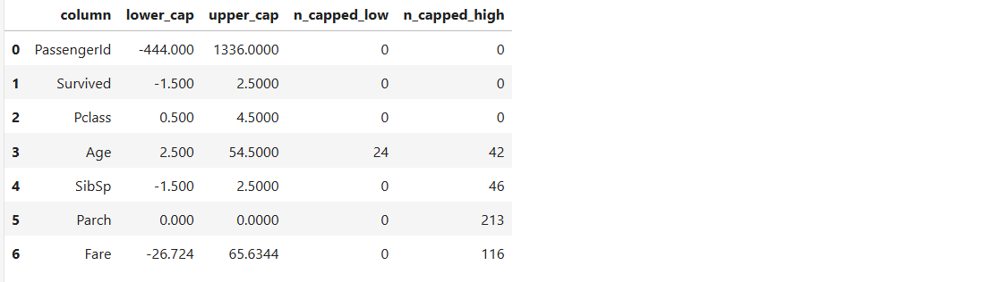 column lower_cap upper_cap n_capped_low n_capped_high
0 PassengerId -444.000 1336.0000 0 0
1 Survived -1.500 2.5000 0 0
2 Pclass 0.500 4.5000 0 0
3 Age 2.500 54.5000 24 42
4 SibSp -1.500 2.5000 0 46
5 Parch 0.000 0.0000 0 213
6 Fare -26.724 65.6344 0 116